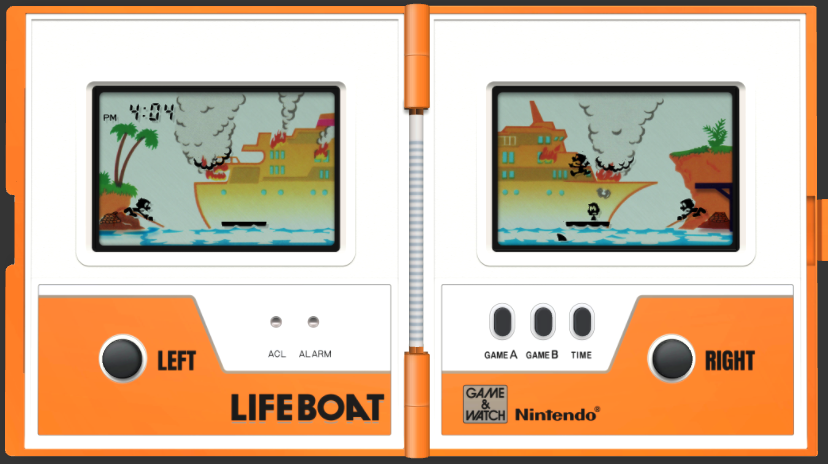 PM 4:04
LEFT
ACL ALARM
LIFEBOAT
GAME A GAME B TIME
RIGHT
GAME
&
WATCH
Nintendo®